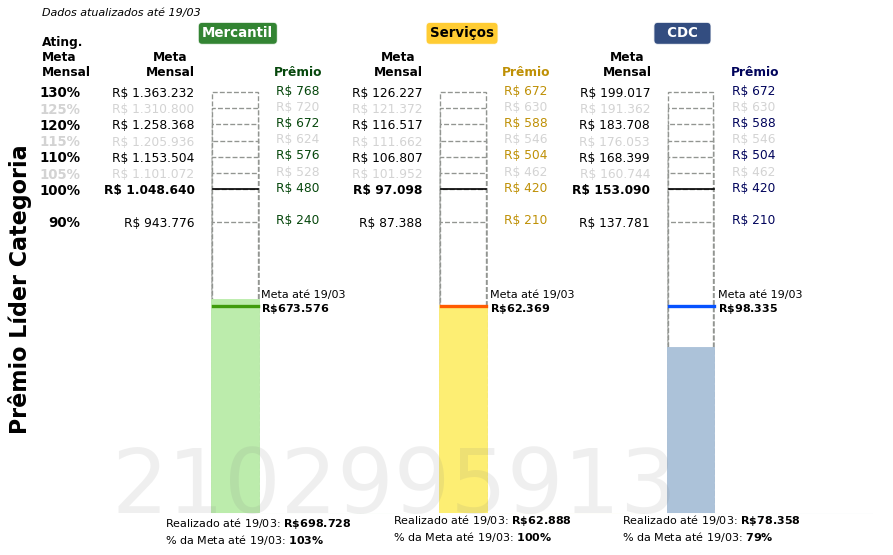 Dados atualizados até 19/03
Mercantil Serviços CDC
Ating. Meta Mensal Meta Mensal Prêmio Meta Mensal Prêmio Meta Mensal Prêmio
130% R$ 1.363.232 R$ 768 R$ 126.227 R$ 672 R$ 199.017 R$ 672
125% R$ 1.310.800 R$ 720 R$ 121.372 R$ 630 R$ 191.362 R$ 630
120% R$ 1.258.368 R$ 672 R$ 116.517 R$ 588 R$ 183.708 R$ 588
115% R$ 1.205.936 R$ 624 R$ 111.662 R$ 546 R$ 176.053 R$ 546
110% R$ 1.153.504 R$ 576 R$ 106.807 R$ 504 R$ 168.399 R$ 504
105% R$ 1.101.072 R$ 528 R$ 101.952 R$ 462 R$ 160.744 R$ 462
100% R$ 1.048.640 R$ 480 R$ 97.098 R$ 420 R$ 153.090 R$ 420
90% R$ 943.776 R$ 240 R$ 87.388 R$ 210 R$ 137.781 R$ 210
Meta até 19/03 Meta até 19/03 Meta até 19/03
R$673.576 R$62.369 R$98.335
Prêmio Líder Categoria
2102995913
Realizado até 19/03: R$698.728 Realizado até 19/03: R$62.888 Realizado até 19/03: R$78.358
% da Meta até 19/03: 103% % da Meta até 19/03: 100% % da Meta até 19/03: 79%